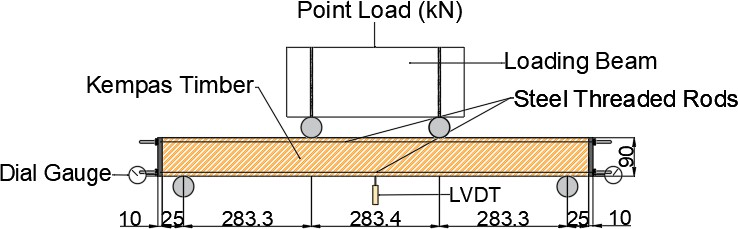 Point Load (kN)
Loading Beam
Kempas Timber
Steel Threaded Rods
90
Dial Gauge
LVDT
10 25 283.3 283.4 283.3 25 10